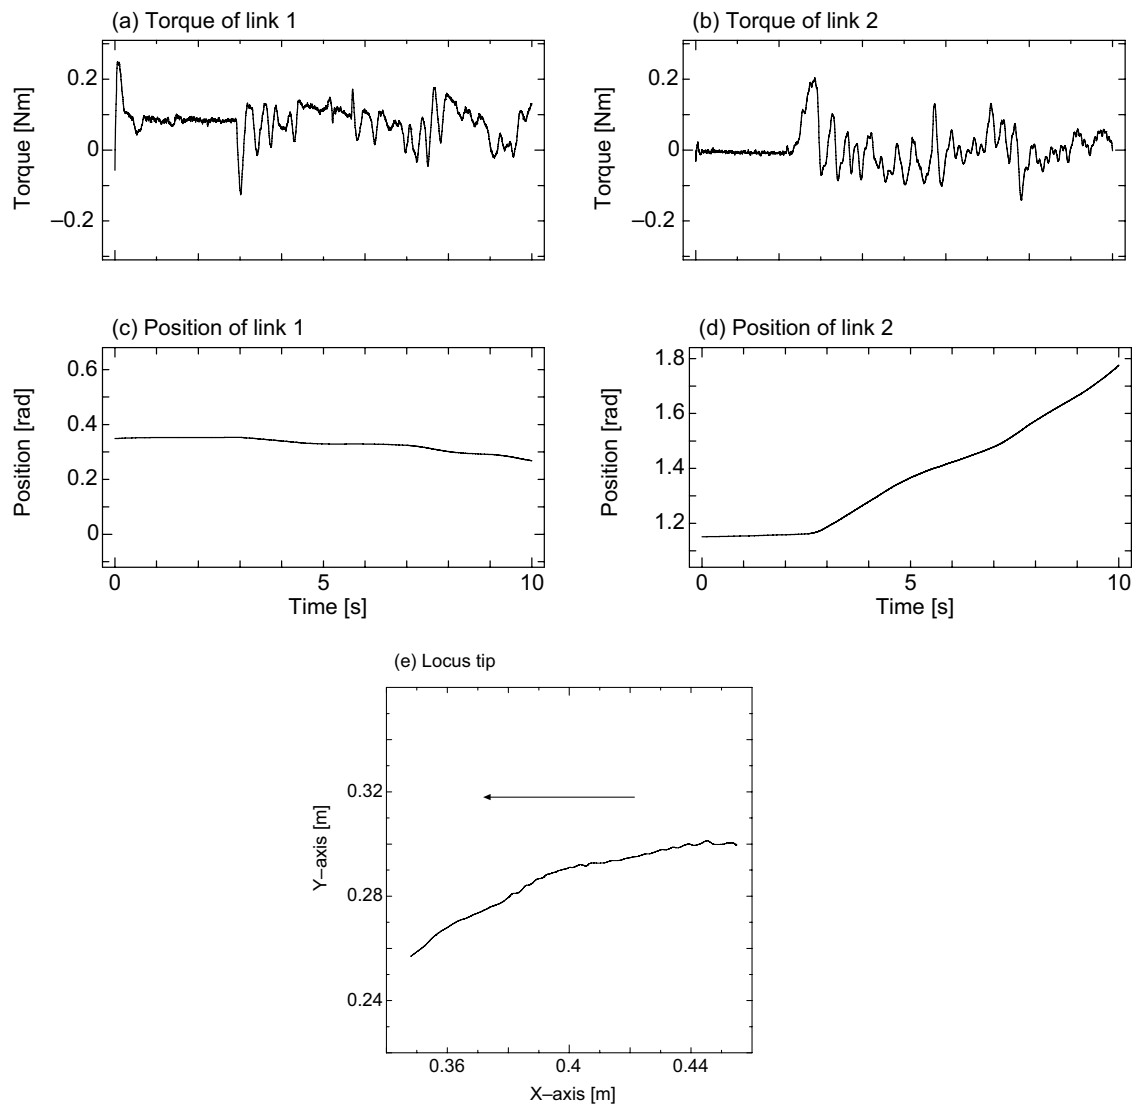 (a) Torque of link 1
(b) Torque of link 2
Torque [Nm]
0.2
0
–0.2
Torque [Nm]
0.2
0
–0.2
(c) Position of link 1
(d) Position of link 2
Position [rad]
0.6
0.4
0.2
0
0 5 10
Time [s]
Position [rad]
1.8
1.6
1.4
1.2
0 5 10
Time [s]
(e) Locus tip
Y–axis [m]
0.32
0.28
0.24
0.36 0.4 0.44
X–axis [m]